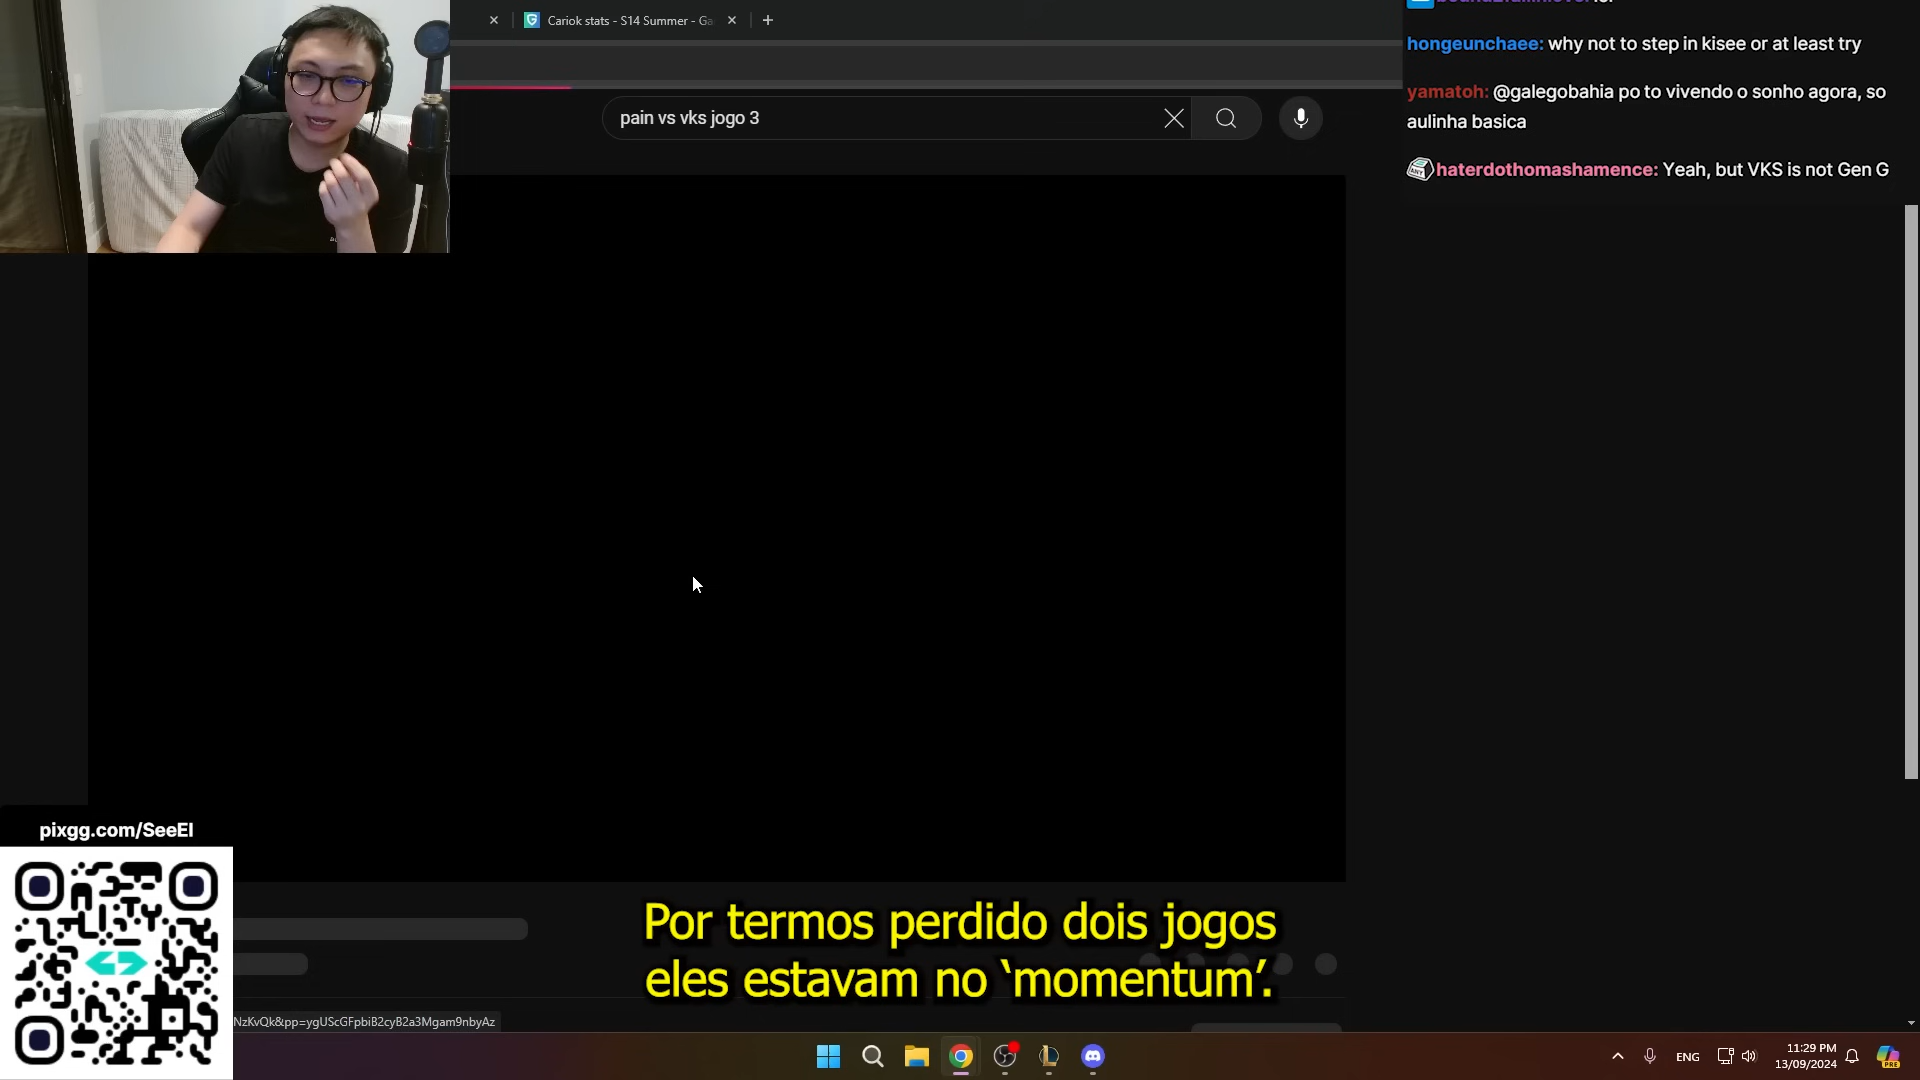 Cariok stats - S14 Summer - Ga
pain vs vks jogo 3
hongeunchaee: why not to step in kisee or at least try
yamatoh: @galegobahia po to vivendo o sonho agora, so
aulinha basica
haterdothomashamence: Yeah, but VKS is not Gen G
pixgg.com/SeeEl
Por termos perdido dois jogos
eles estavam no ‘momentum’.
NzKvQk&pp=ygUScGFpbiB2cyB2a3Mgam9nbyAz
ENG
11:29 PM
13/09/2024
PRE